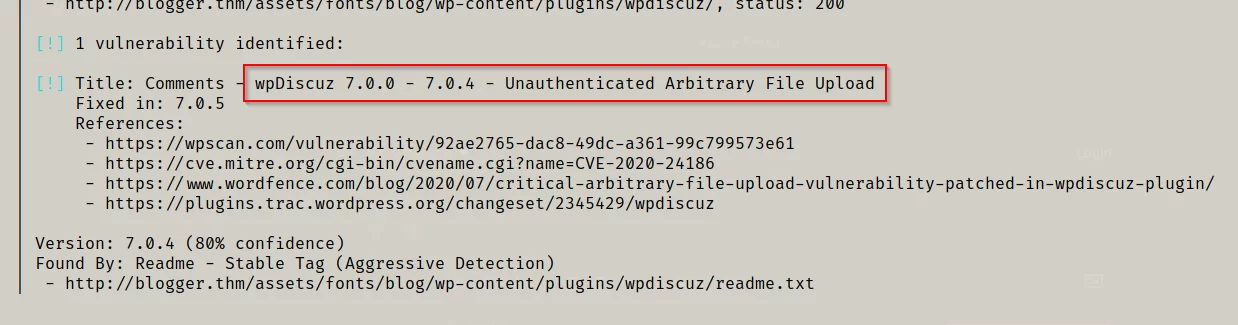 - http://blogger.thm/assets/fonts/blog/wp-content/plugins/wpdiscuz/, status: 200
[!] 1 vulnerability identified:
[!] Title: Comments - wpDiscuz 7.0.0 - 7.0.4 - Unauthenticated Arbitrary File Upload
Fixed in: 7.0.5
References:
- https://wpscan.com/vulnerability/92ae2765-dac8-49dc-a361-99c799573e61
- https://cve.mitre.org/cgi-bin/cvename.cgi?name=CVE-2020-24186
- https://www.wordfence.com/blog/2020/07/critical-arbitrary-file-upload-vulnerability-patched-in-wpdiscuz-plugin/
- https://plugins.trac.wordpress.org/changeset/2345429/wpdiscuz
Version: 7.0.4 (80% confidence)
Found By: Readme - Stable Tag (Aggressive Detection)
- http://blogger.thm/assets/fonts/blog/wp-content/plugins/wpdiscuz/readme.txt